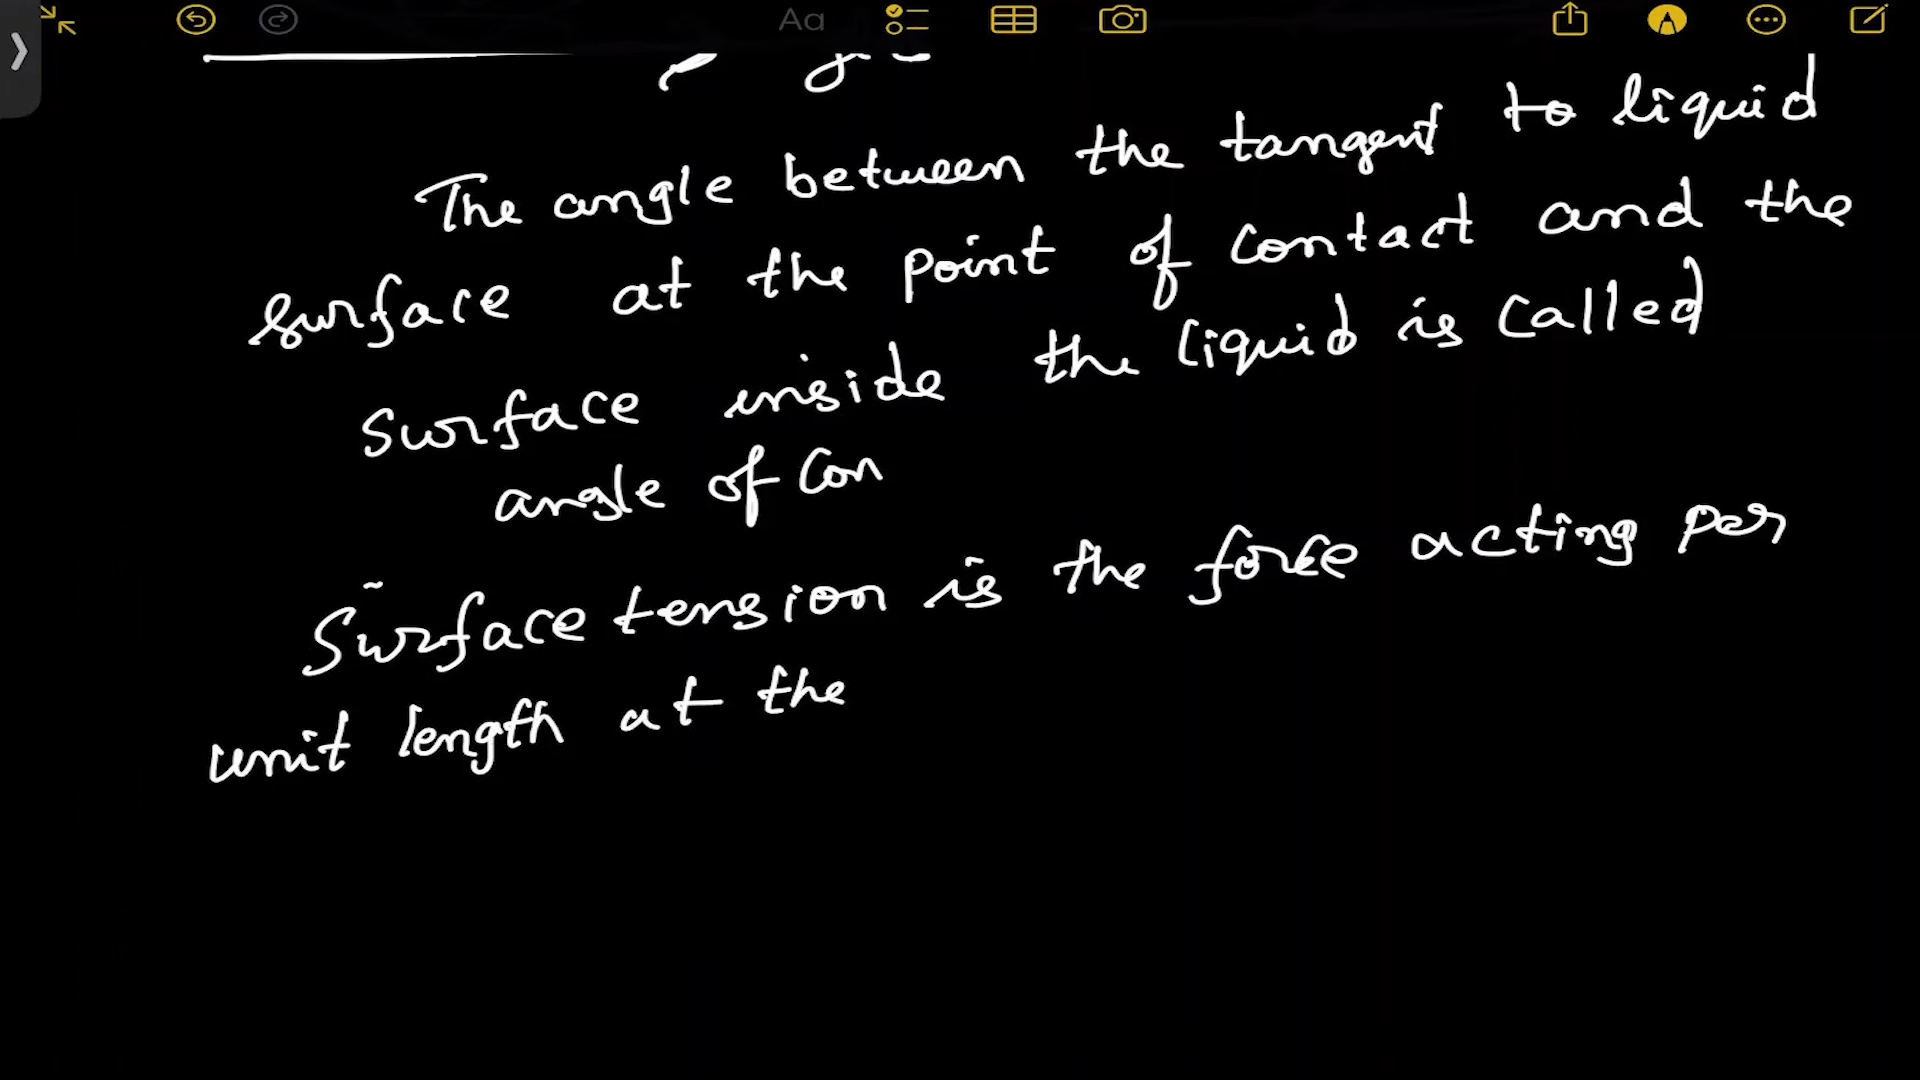 Aa
The angle between the tangent to liquid
surface at the point of contact and the
surface inside the liquid is called
angle of Con
Surface tension is the force acting per
unit length at the